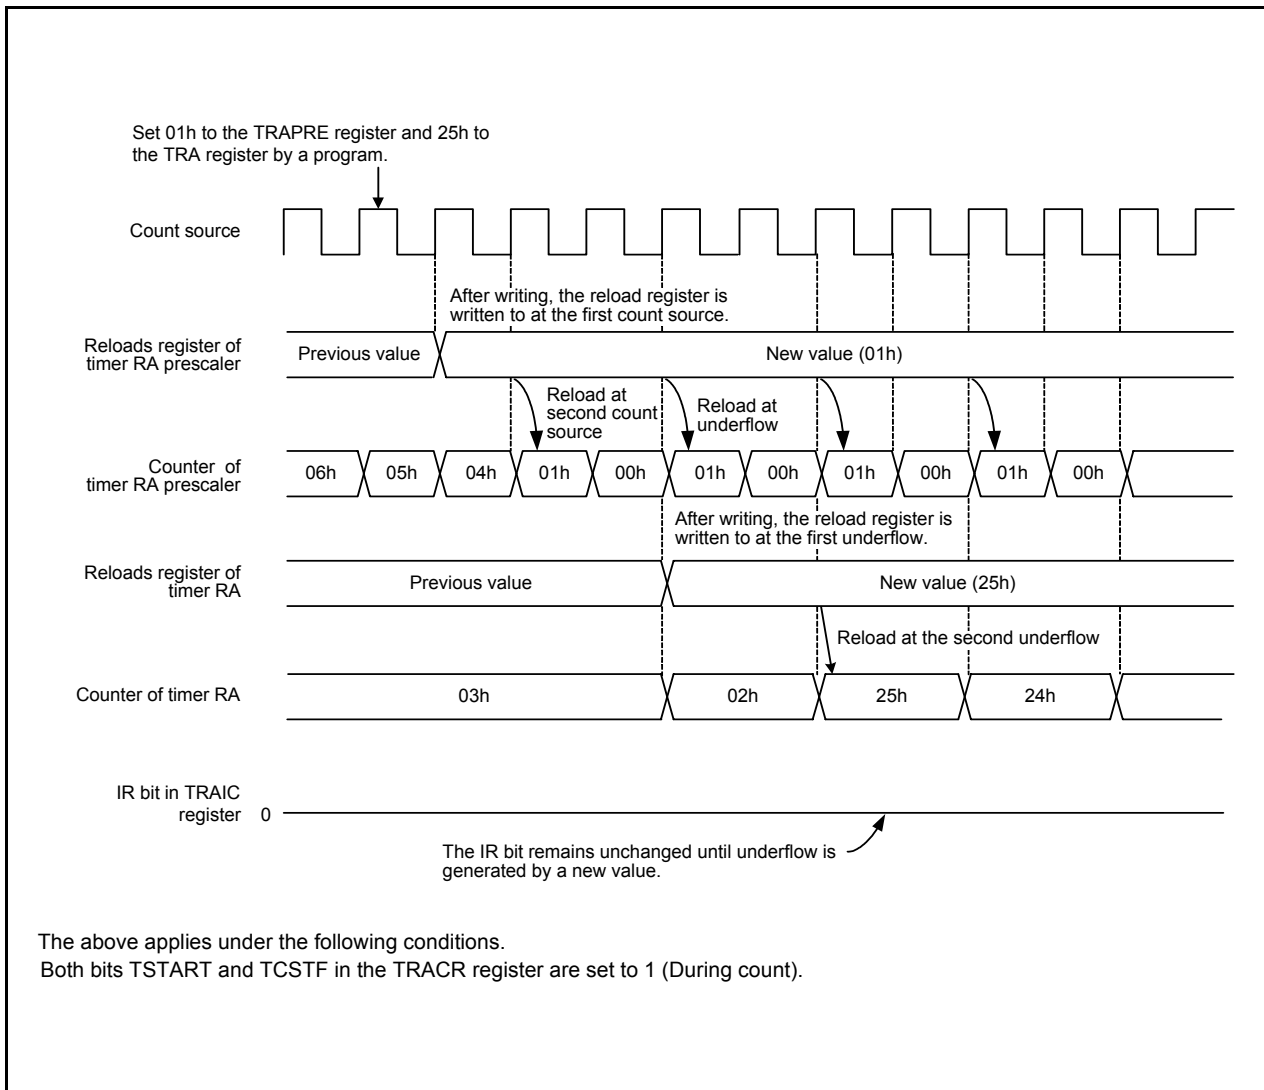 Set 01h to the TRAPRE register and 25h to
the TRA register by a program.
Count source
After writing, the reload register is
written to at the first count source.
Reloads register of
timer RA prescaler
Previous value
New value (01h)
Reload at
second count
source
Reload at
underflow
Counter of
timer RA prescaler
06h 05h 04h 01h 00h 01h 00h 01h 00h 01h 00h
After writing, the reload register is
written to at the first underflow.
Reloads register of
timer RA
Previous value
New value (25h)
Reload at the second underflow
Counter of timer RA
03h 02h 25h 24h
IR bit in TRAIC
register
0
The IR bit remains unchanged until underflow is
generated by a new value.
The above applies under the following conditions.
Both bits TSTART and TCSTF in the TRACR register are set to 1 (During count).